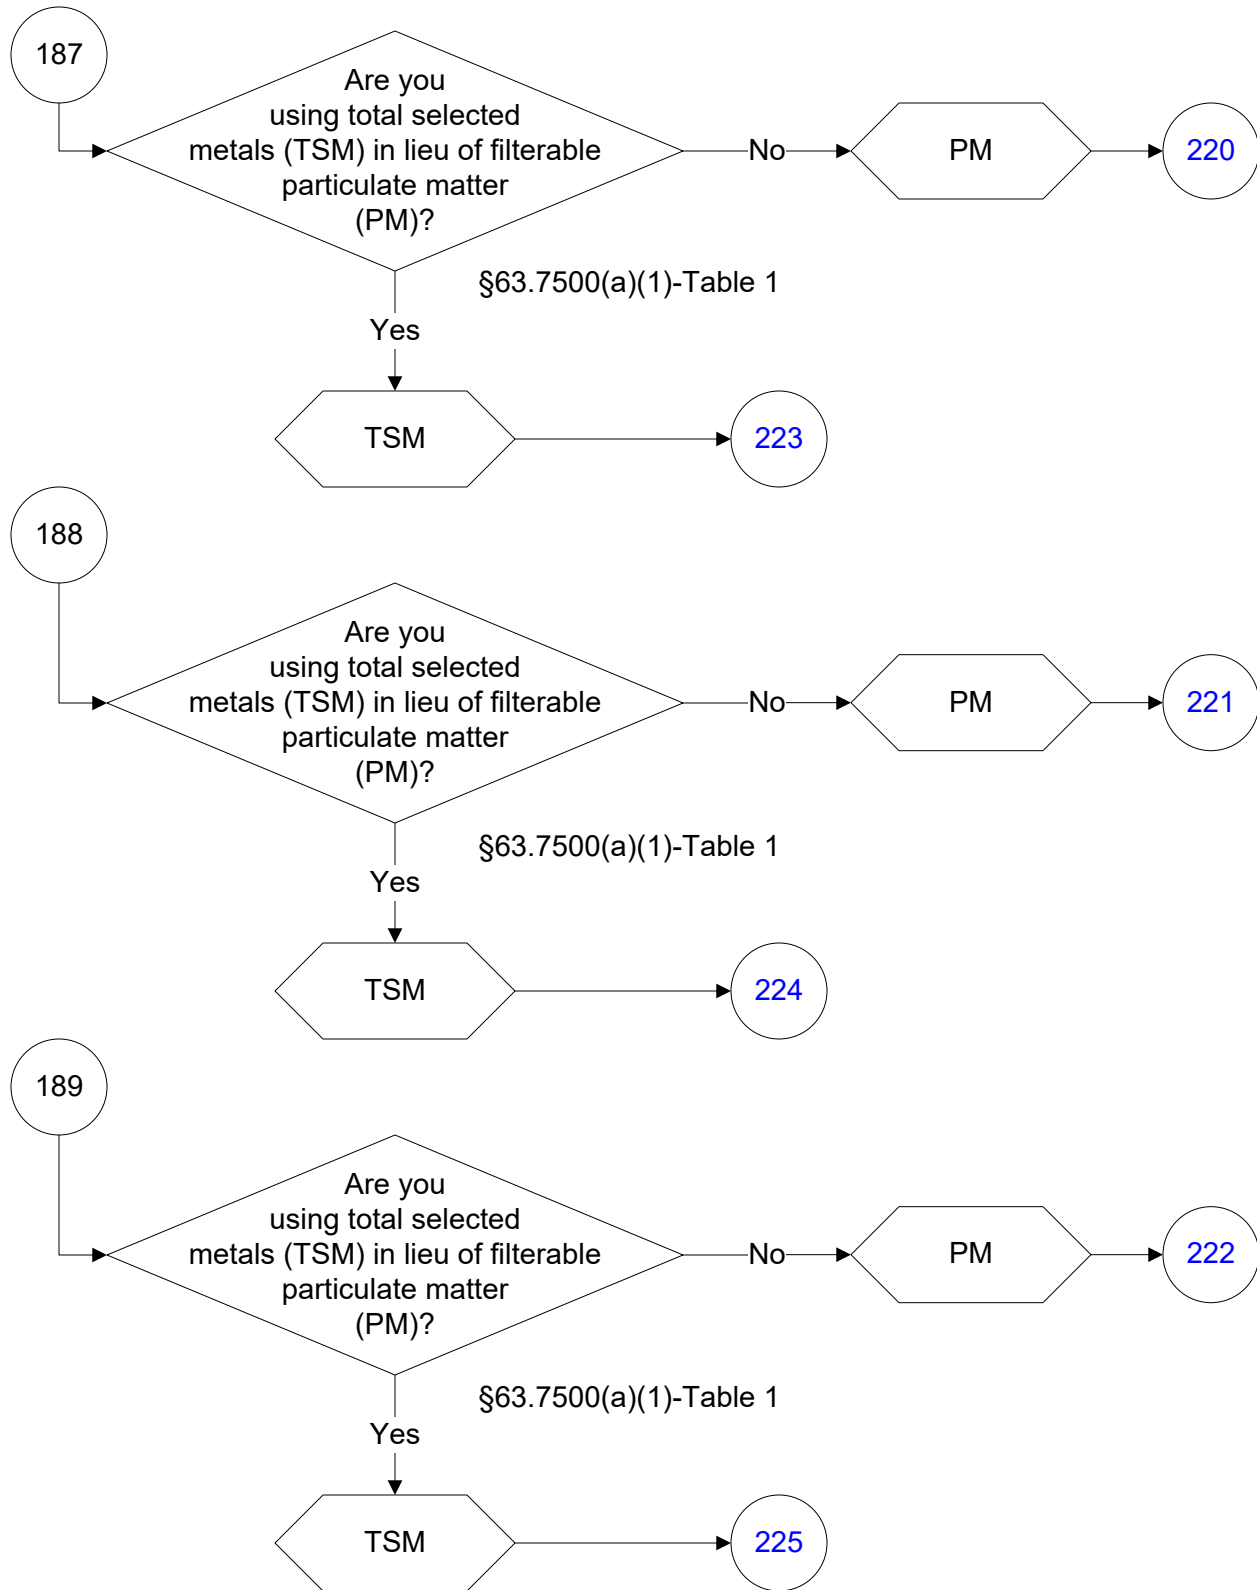 187
Are you
using total selected
metals (TSM) in lieu of filterable
particulate matter
(PM)?
No
PM
220
§63.7500(a)(1)-Table 1
Yes
TSM
223
188
Are you
using total selected
metals (TSM) in lieu of filterable
particulate matter
(PM)?
No
PM
221
§63.7500(a)(1)-Table 1
Yes
TSM
224
189
Are you
using total selected
metals (TSM) in lieu of filterable
particulate matter
(PM)?
No
PM
222
§63.7500(a)(1)-Table 1
Yes
TSM
225